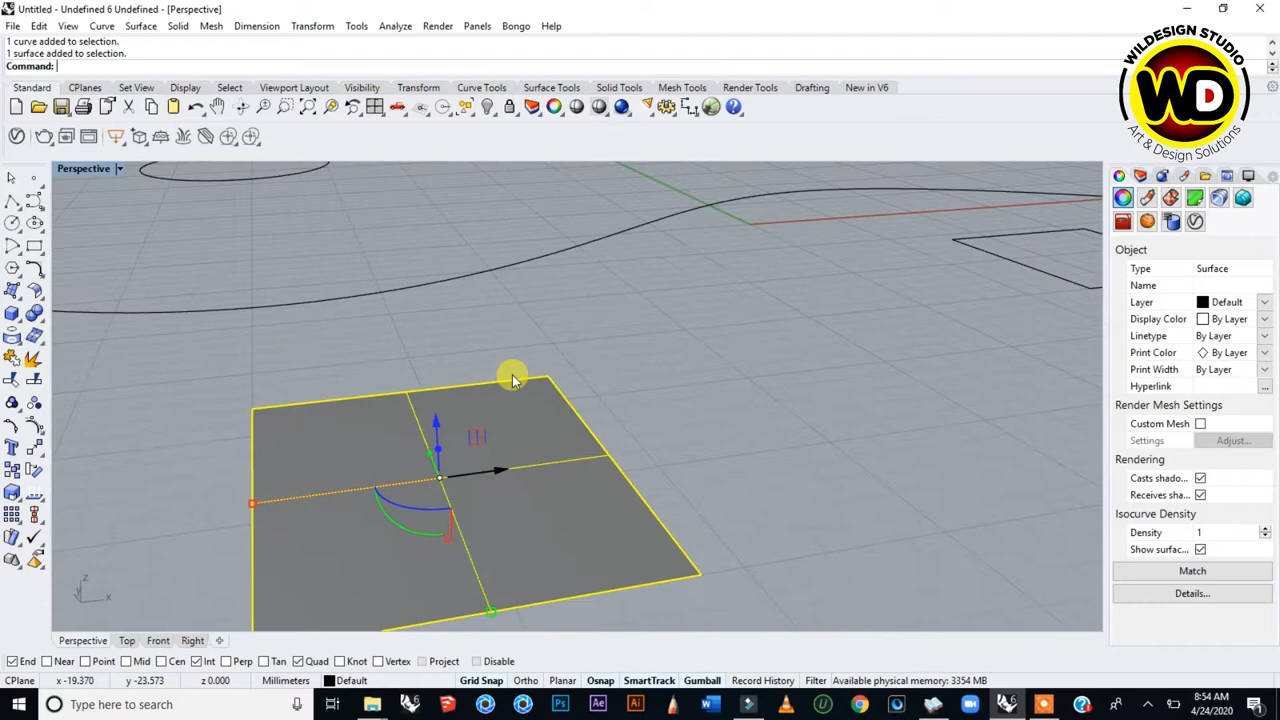 Untitled - Undefined 6 Undefined - [Perspective]
File Edit View Curve Surface Solid Mesh Dimension Transform Tools Analyze Render Panels Bongo Help
1 curve added to selection.
1 surface added to selection.
Command:
Standard CPlanes Set View Display Select Viewport Layout Visibility Transform Curve Tools Surface Tools Solid Tools Mesh Tools Render Tools Drafting New in V6
WILDESIGN STUDIO
WD
Art & Design Solutions
Perspective
Object
Type Surface
Name
Layer Default
Display Color By Layer
Linetype By Layer
Print Color By Layer
Print Width By Layer
Hyperlink ...
Render Mesh Settings
Custom Mesh
Settings Adjust...
Rendering
Casts shado...
Receives sha...
Isocurve Density
Density 1
Show surfac...
Match
Details...
z
y
x
Perspective Top Front Right
End Near Point Mid Cen Int Perp Tan Quad Knot Vertex Project Disable
CPlane x -19.370 y -23.573 z 0.000 Millimeters Default Grid Snap Ortho Planar Osnap SmartTrack Gumball Record History Filter Available physical memory: 3354 MB
Type here to search
Ps Ae Ai
8:54 AM
4/24/2020